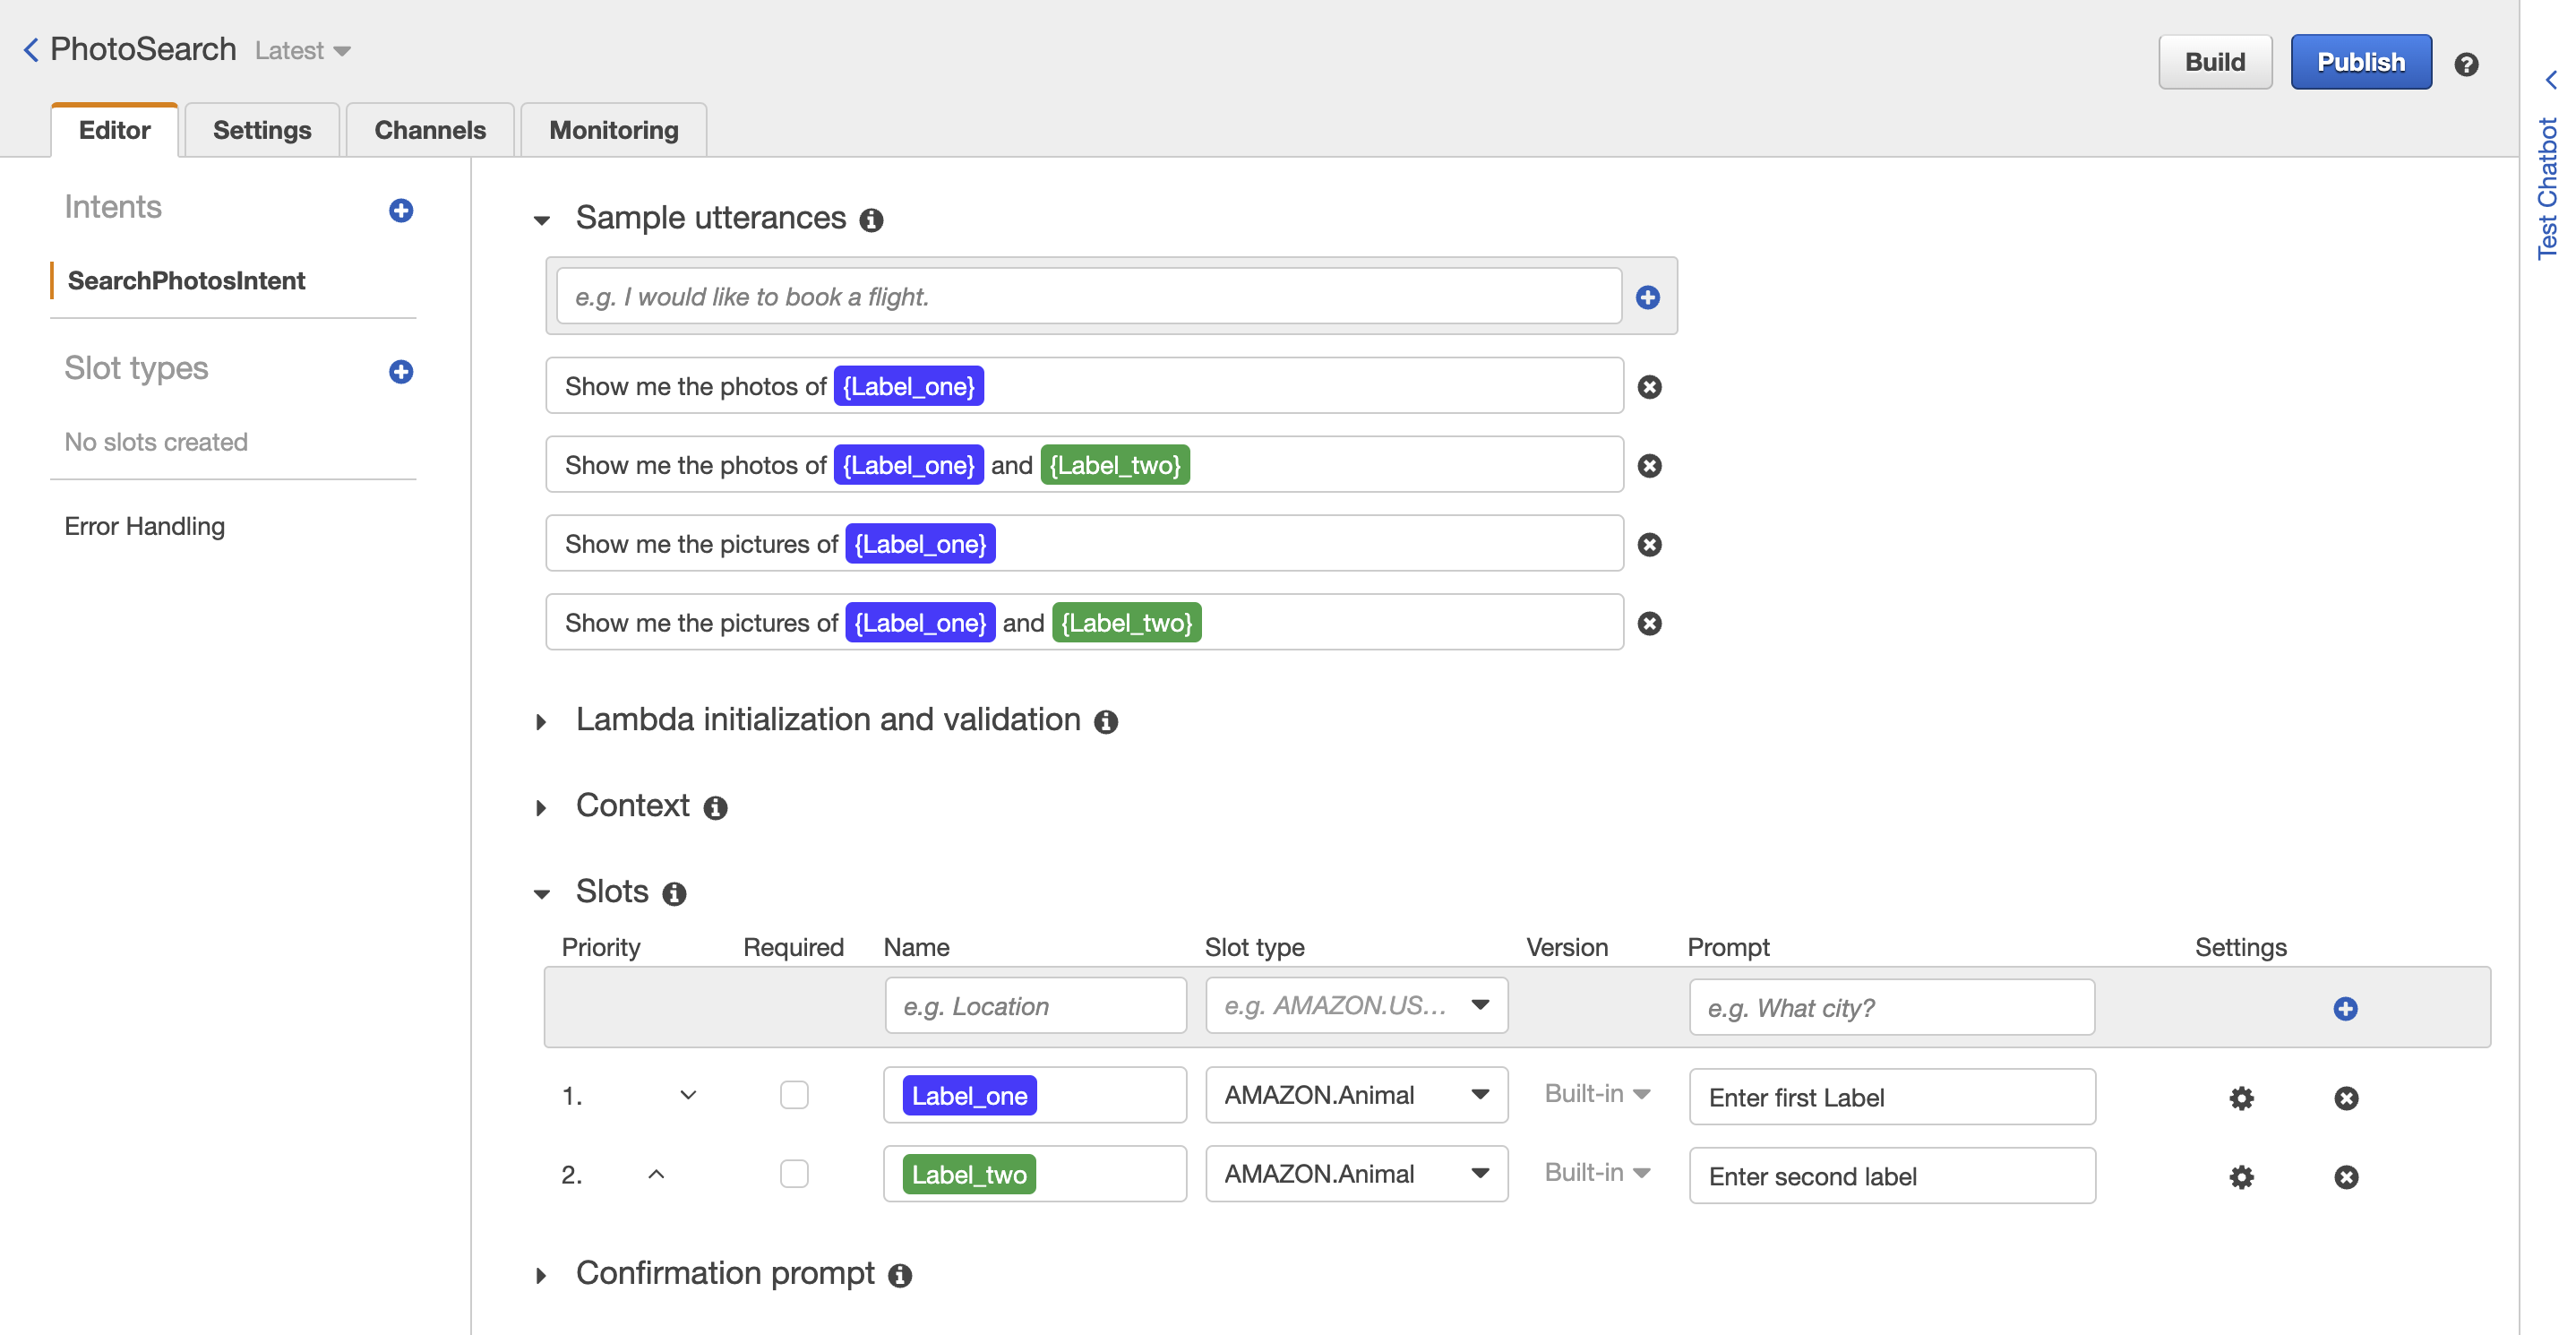 PhotoSearch Latest
Build Publish
Editor Settings Channels Monitoring
Test Chatbot
Intents
SearchPhotosIntent
Slot types
No slots created
Error Handling
Sample utterances
e.g. I would like to book a flight.
Show me the photos of {Label_one}
Show me the photos of {Label_one} and {Label_two}
Show me the pictures of {Label_one}
Show me the pictures of {Label_one} and {Label_two}
Lambda initialization and validation
Context
Slots
Priority Required Name Slot type Version Prompt Settings
e.g. Location e.g. AMAZON.US... e.g. What city?
1. Label_one AMAZON.Animal Built-in Enter first Label
2. Label_two AMAZON.Animal Built-in Enter second label
Confirmation prompt